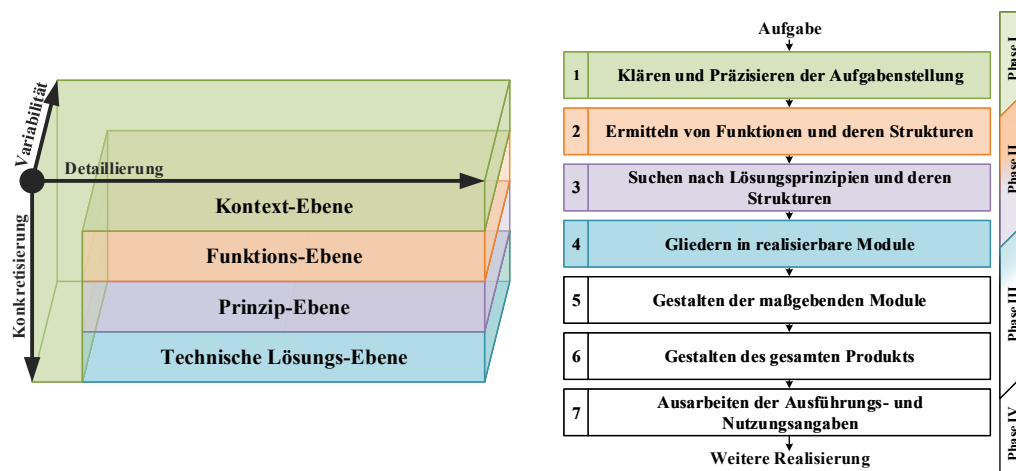 Variabilität
Detaillierung
Konkretisierung
Kontext-Ebene
Funktions-Ebene
Prinzip-Ebene
Technische Lösungs-Ebene
Aufgabe
1 Klären und Präzisieren der Aufgabenstellung
2 Ermitteln von Funktionen und deren Strukturen
3 Suchen nach Lösungsprinzipien und deren
Strukturen
4 Gliedern in realisierbare Module
5 Gestalten der maßgebenden Module
6 Gestalten des gesamten Produkts
7 Ausarbeiten der Ausführungs- und
Nutzungsangaben
Weitere Realisierung
Phase I
Phase II
Phase III
Phase IV